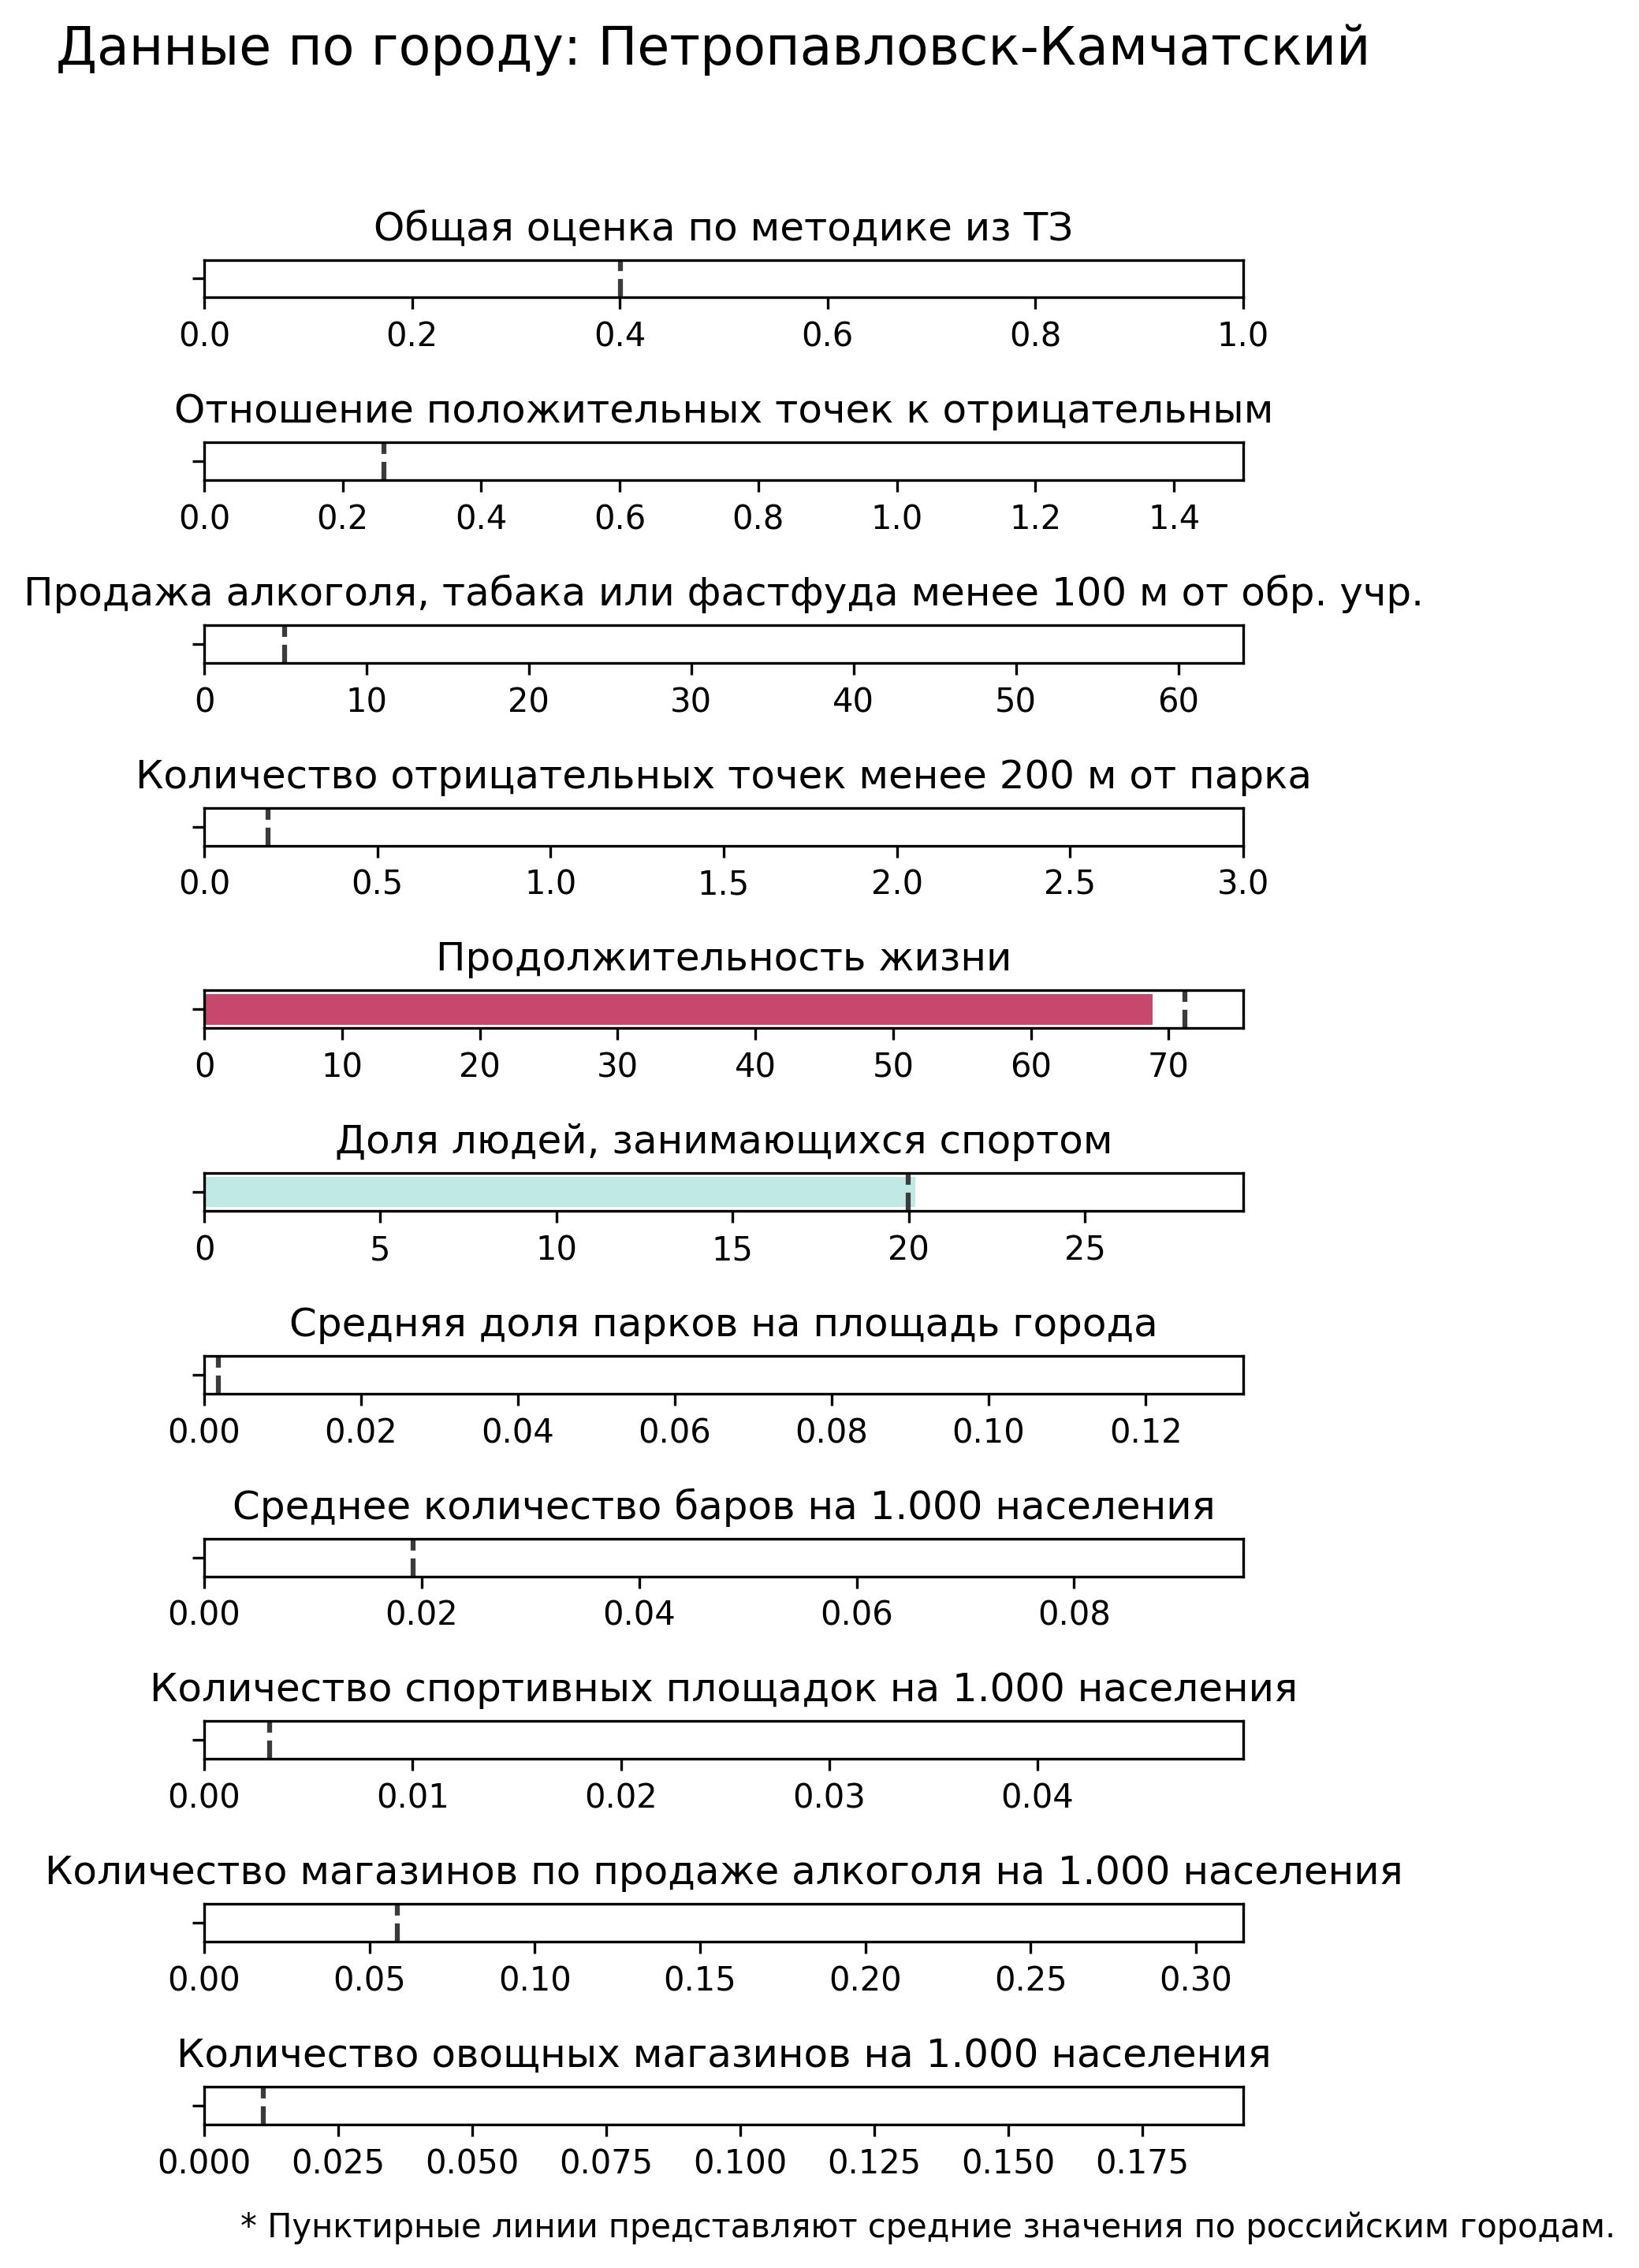 Данные по городу: Петропавловск-Камчатский
Общая оценка по методике из ТЗ
0.0 0.2 0.4 0.6 0.8 1.0
Отношение положительных точек к отрицательным
0.0 0.2 0.4 0.6 0.8 1.0 1.2 1.4
Продажа алкоголя, табака или фастфуда менее 100 м от обр. учр.
0 10 20 30 40 50 60
Количество отрицательных точек менее 200 м от парка
0.0 0.5 1.0 1.5 2.0 2.5 3.0
Продолжительность жизни
0 10 20 30 40 50 60 70
Доля людей, занимающихся спортом
0 5 10 15 20 25
Средняя доля парков на площадь города
0.00 0.02 0.04 0.06 0.08 0.10 0.12
Среднее количество баров на 1.000 населения
0.00 0.02 0.04 0.06 0.08
Количество спортивных площадок на 1.000 населения
0.00 0.01 0.02 0.03 0.04
Количество магазинов по продаже алкоголя на 1.000 населения
0.00 0.05 0.10 0.15 0.20 0.25 0.30
Количество овощных магазинов на 1.000 населения
0.000 0.025 0.050 0.075 0.100 0.125 0.150 0.175
* Пунктирные линии представляют средние значения по российским городам.